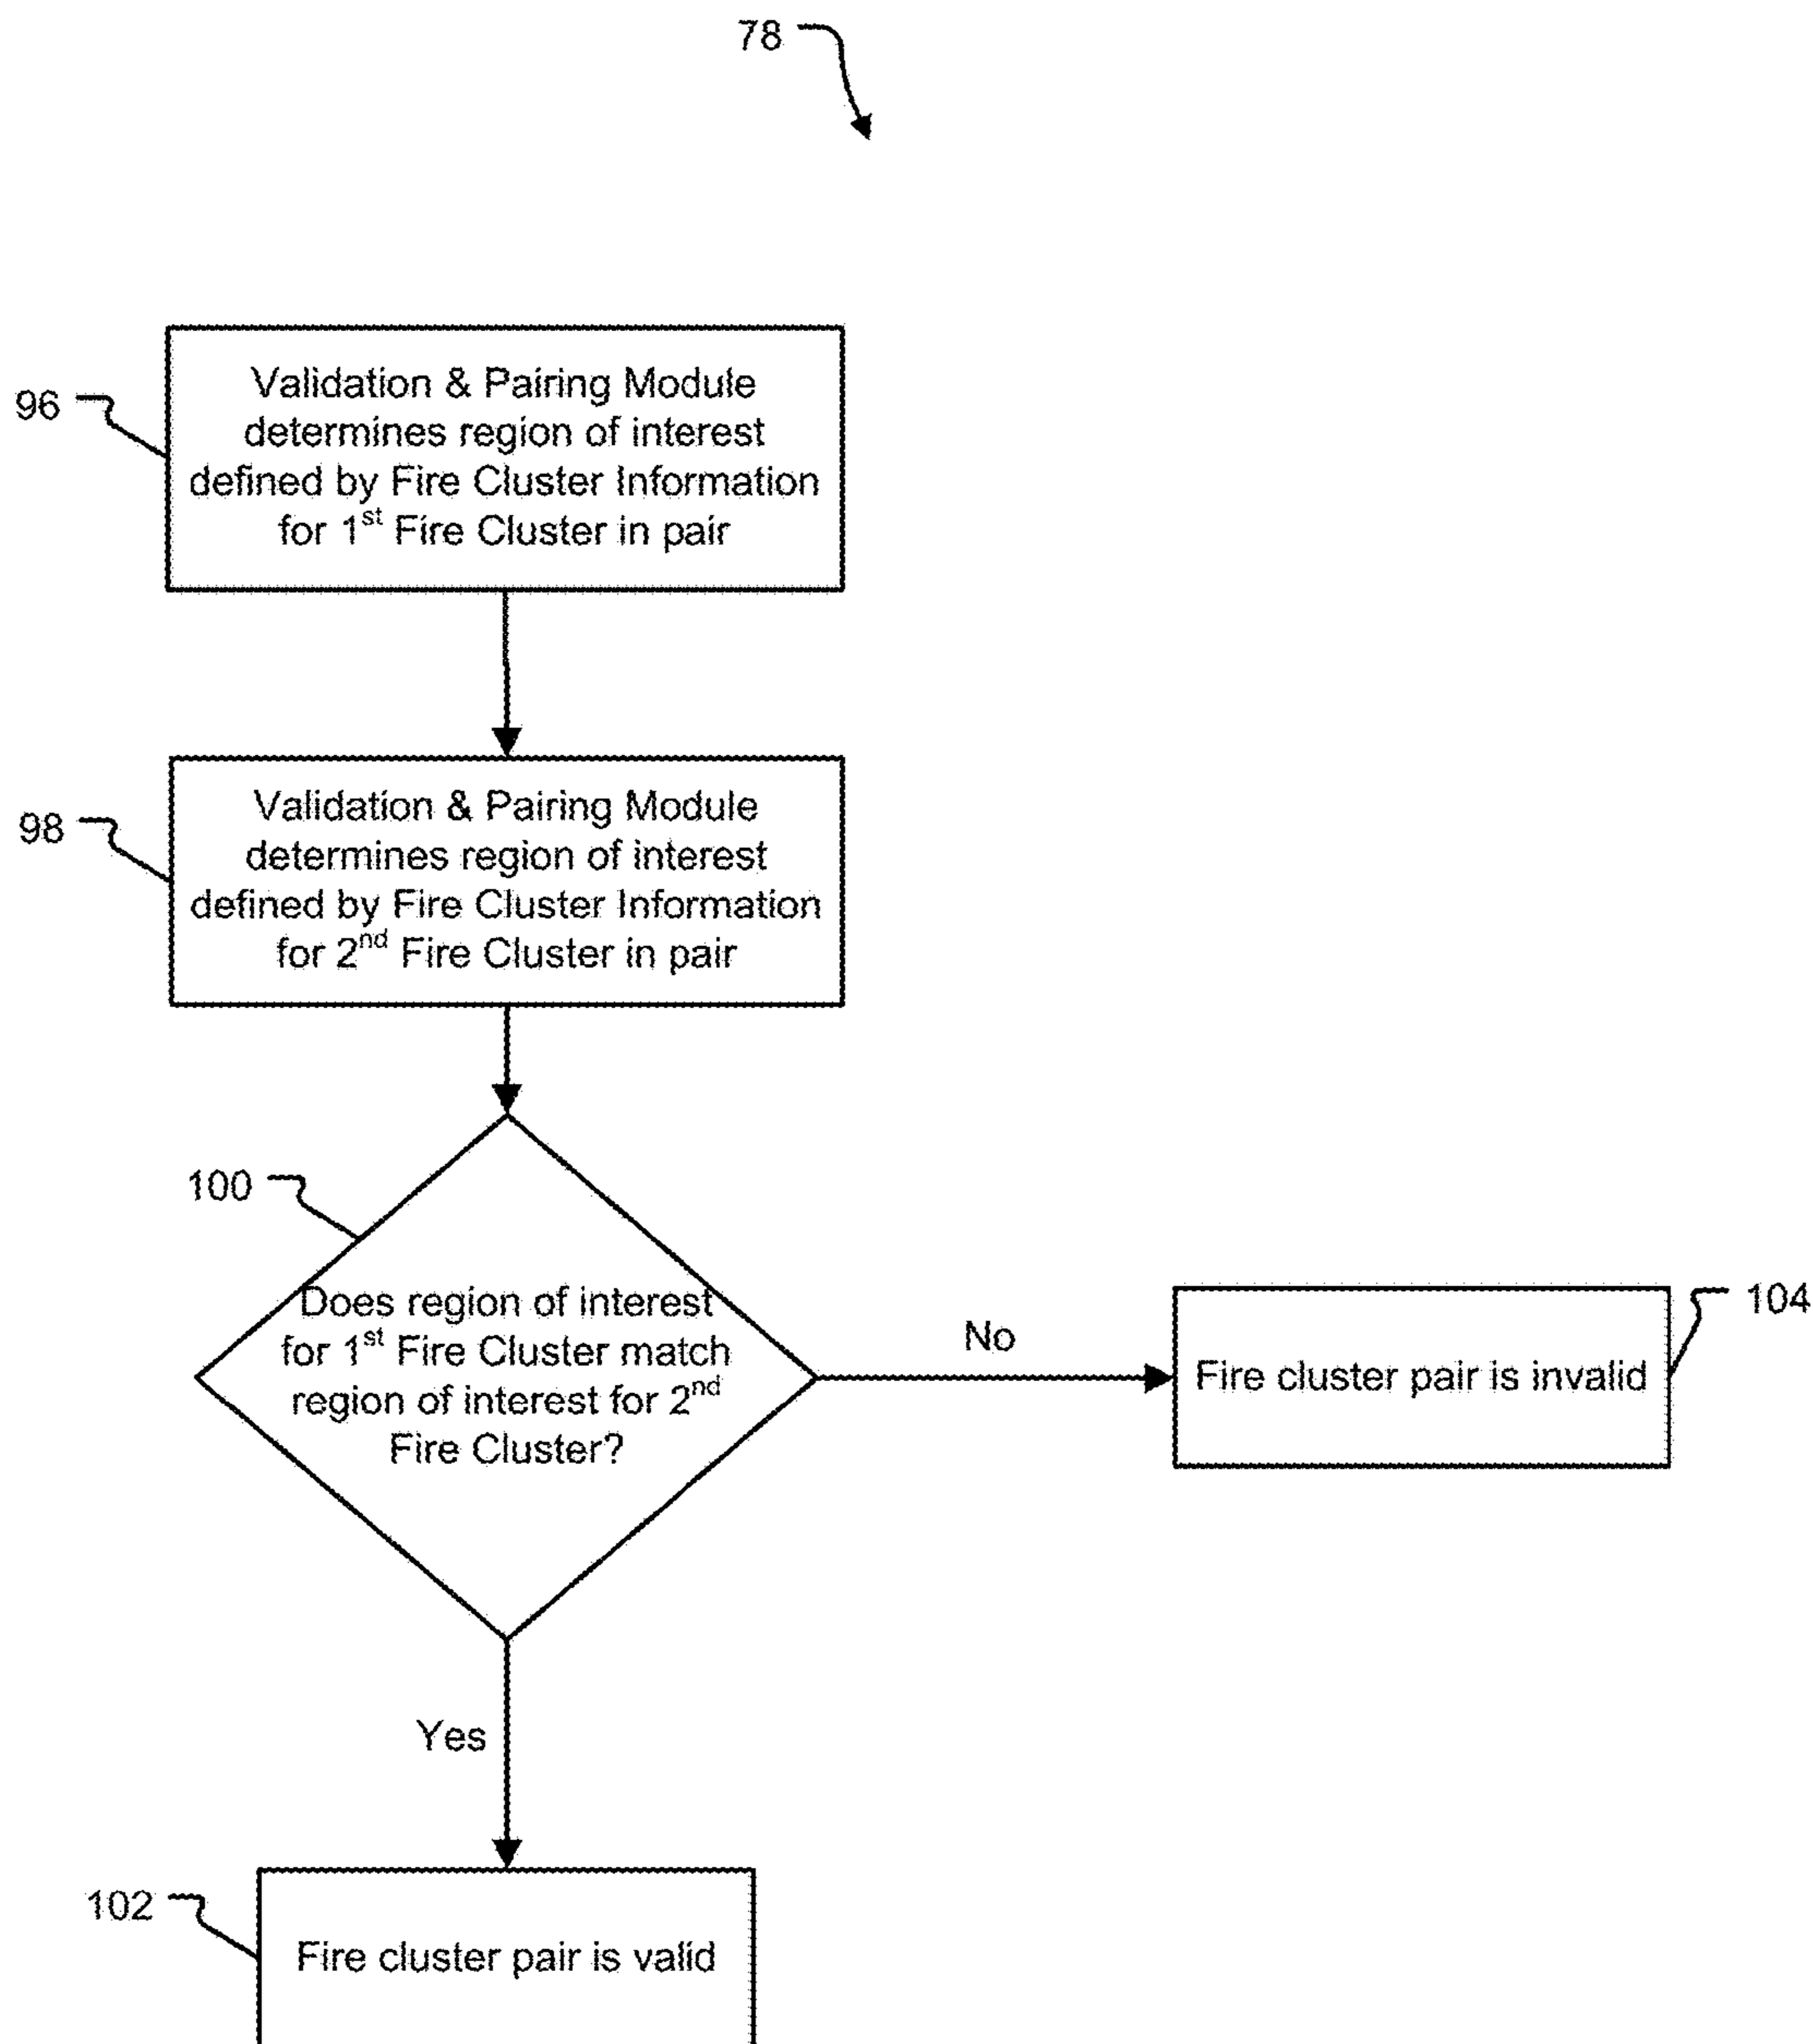 78
96
Validation & Pairing Module
determines region of interest
defined by Fire Cluster Information
for 1st Fire Cluster in pair
98
Validation & Pairing Module
determines region of interest
defined by Fire Cluster Information
for 2nd Fire Cluster in pair
100
Does region of interest
for 1st Fire Cluster match
region of interest for 2nd
Fire Cluster?
No
Fire cluster pair is invalid
104
Yes
102
Fire cluster pair is valid